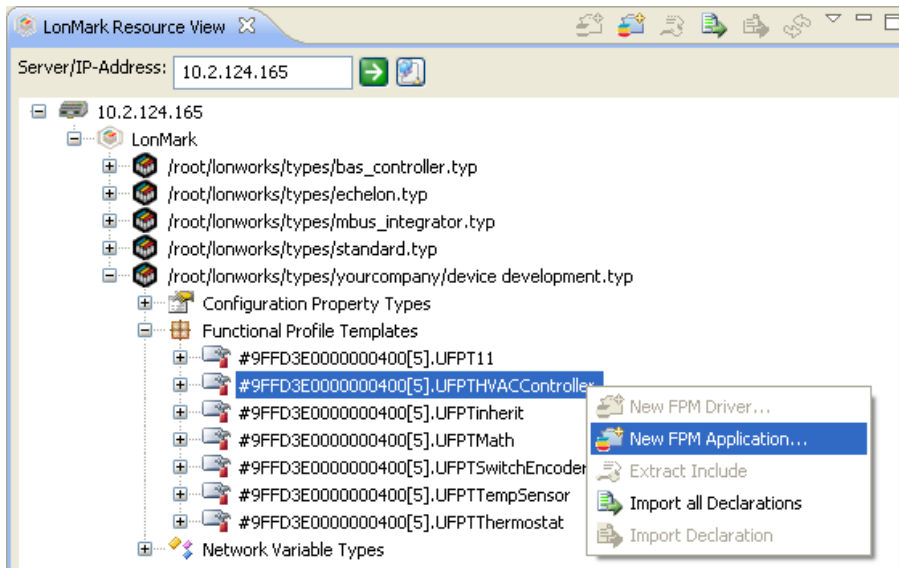 LonMark Resource View
Server/IP-Address: 10.2.124.165
10.2.124.165
LonMark
/root/lonworks/types/bas_controller.typ
/root/lonworks/types/echelon.typ
/root/lonworks/types/mbus_integrator.typ
/root/lonworks/types/standard.typ
/root/lonworks/types/yourcompany/device development.typ
Configuration Property Types
Functional Profile Templates
#9FFD3E0000000400[5].UFPT11
#9FFD3E0000000400[5].UFPTHVACController
#9FFD3E0000000400[5].UFPTinherit
#9FFD3E0000000400[5].UFPTMath
#9FFD3E0000000400[5].UFPTSwitchEncoder
#9FFD3E0000000400[5].UFPTTempSensor
#9FFD3E0000000400[5].UFPTThermostat
Network Variable Types
New FPM Driver...
New FPM Application...
Extract Include
Import all Declarations
Import Declaration